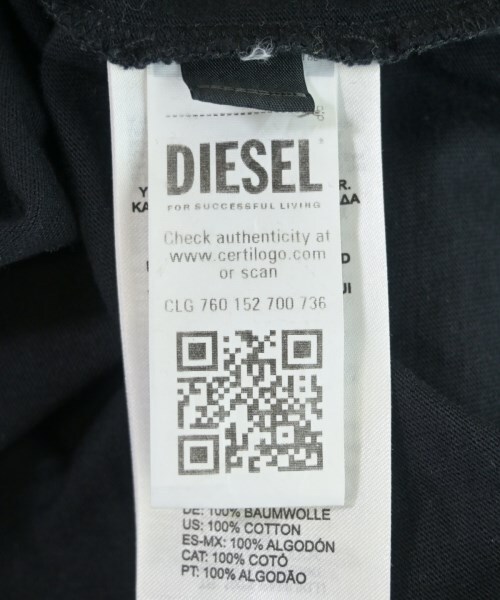 DIESEL
FOR SUCCESSFUL LIVING
Check authenticity at
www.certilogo.com
or scan
CLG 760 152 700 736
DE: 100% BAUMWOLLE
US: 100% COTTON
ES-MX: 100% ALGODÓN
CAT: 100% COTÓ
PT: 100% ALGODÃO